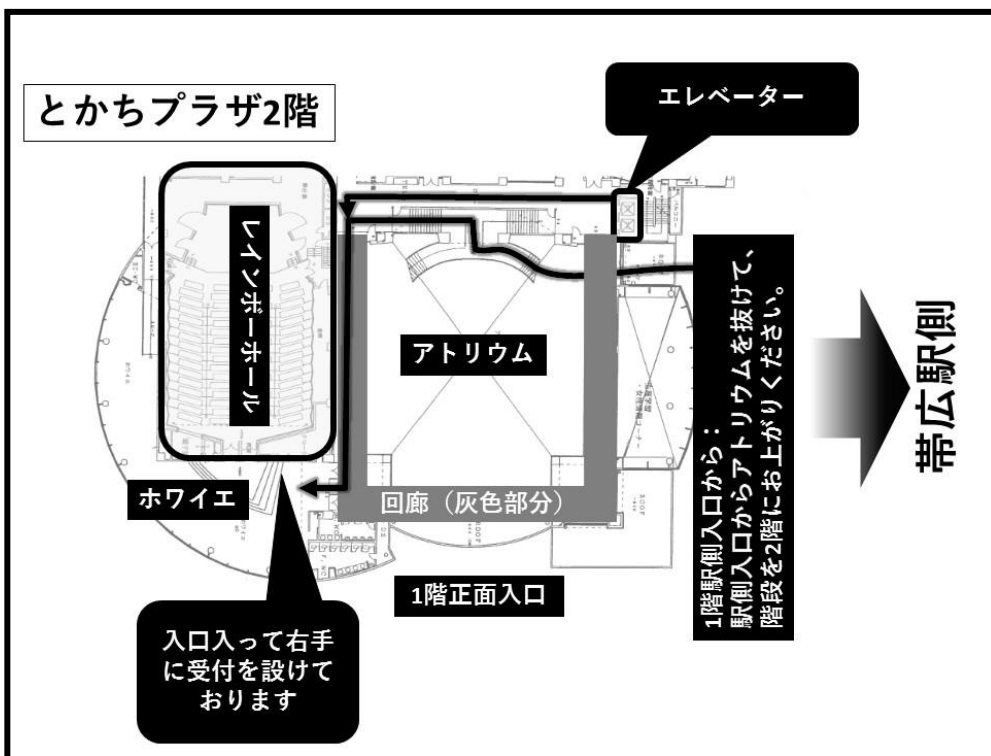 とかちプラザ2階
エレベーター
レインボーホール
アトリウム
ホワイエ
回廊（灰色部分）
1階正面入口
入口入って右手
に受付を設けて
おります
1階駅側入口から：
駅側入口からアトリウムを抜けて、
階段を2階にお上がりください。
帯広駅側